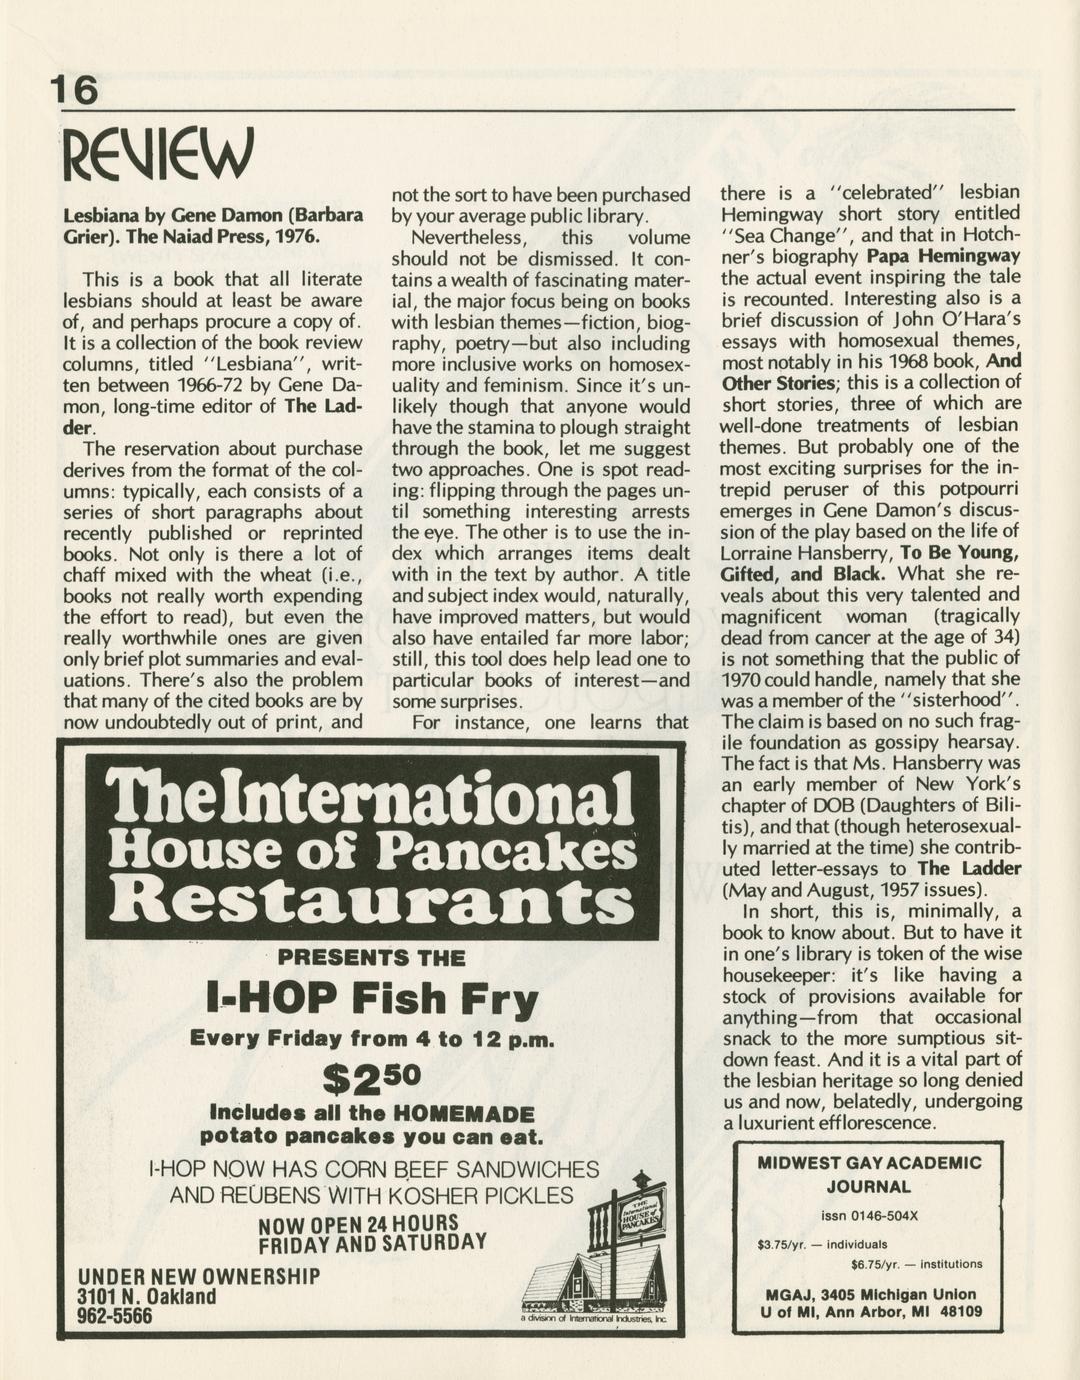 16
REVIEW
Lesbiana by Gene Damon (Barbara
Grier). The Naiad Press, 1976.
This is a book that all literate
lesbians should at least be aware
of, and perhaps procure a copy of.
It is a collection of the book review
columns, titled "Lesbiana", writ-
ten between 1966-72 by Gene Da-
mon, long-time editor of The Lad-
der.
The reservation about purchase
derives from the format of the col-
umns: typically, each consists of a
series of short paragraphs about
recently published or reprinted
books. Not only is there a lot of
chaff mixed with the wheat (i.e.,
books not really worth expending
the effort to read), but even the
really worthwhile ones are given
only brief plot summaries and eval-
uations. There's also the problem
that many of the cited books are by
now undoubtedly out of print, and
not the sort to have been purchased
by your average public library.
Nevertheless, this volume
should not be dismissed. It con-
tains a wealth of fascinating mater-
ial, the major focus being on books
with lesbian themes—fiction, biog-
raphy, poetry—but also including
more inclusive works on homosex-
uality and feminism. Since it's un-
likely though that anyone would
have the stamina to plough straight
through the book, let me suggest
two approaches. One is spot read-
ing: flipping through the pages un-
til something interesting arrests
the eye. The other is to use the in-
dex which arranges items dealt
with in the text by author. A title
and subject index would, naturally,
have improved matters, but would
also have entailed far more labor;
still, this tool does help lead one to
particular books of interest—and
some surprises.
For instance, one learns that
there is a "celebrated" lesbian
Hemingway short story entitled
"Sea Change", and that in Hotch-
ner's biography Papa Hemingway
the actual event inspiring the tale
is recounted. Interesting also is a
brief discussion of John O'Hara's
essays with homosexual themes,
most notably in his 1968 book, And
Other Stories; this is a collection of
short stories, three of which are
well-done treatments of lesbian
themes. But probably one of the
most exciting surprises for the in-
trepid peruser of this potpourri
emerges in Gene Damon's discus-
sion of the play based on the life of
Lorraine Hansberry, To Be Young,
Gifted, and Black. What she re-
veals about this very talented and
magnificent woman (tragically
dead from cancer at the age of 34)
is not something that the public of
1970 could handle, namely that she
was a member of the "sisterhood".
The claim is based on no such frag-
ile foundation as gossipy hearsay.
The fact is that Ms. Hansberry was
an early member of New York's
chapter of DOB (Daughters of Bili-
tis), and that (though heterosexual-
ly married at the time) she contrib-
uted letter-essays to The Ladder
(May and August, 1957 issues).
In short, this is, minimally, a
book to know about. But to have it
in one's library is token of the wise
housekeeper: it's like having a
stock of provisions available for
anything—from that occasional
snack to the more sumptious sit-
down feast. And it is a vital part of
the lesbian heritage so long denied
us and now, belatedly, undergoing
a luxurient efflorescence.
The International
House of Pancakes
Restaurants
PRESENTS THE
I-HOP Fish Fry
Every Friday from 4 to 12 p.m.
$2.50
Includes all the HOMEMADE
potato pancakes you can eat.
I-HOP NOW HAS CORN BEEF SANDWICHES
AND REUBENS WITH KOSHER PICKLES
NOW OPEN 24 HOURS
FRIDAY AND SATURDAY
UNDER NEW OWNERSHIP
3101 N. Oakland
962-5566
THE
International
HOUSE of
PANCAKES
a division of International Industries, Inc.
MIDWEST GAY ACADEMIC
JOURNAL
issn 0146-504X
$3.75/yr. — individuals
$6.75/yr. — institutions
MGAJ, 3405 Michigan Union
U of MI, Ann Arbor, MI 48109